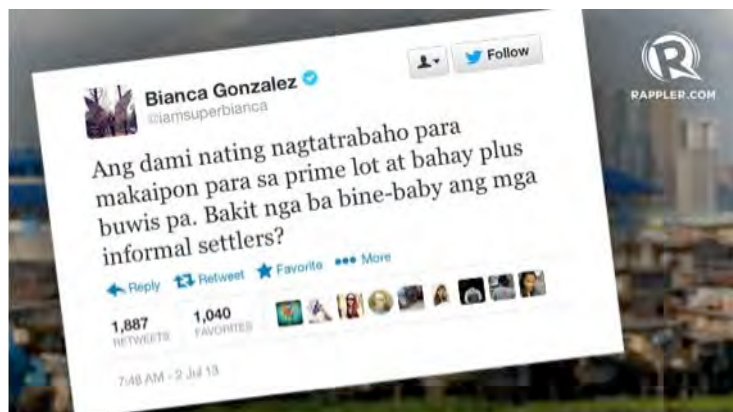 Bianca Gonzalez
@iamsuperbianca
Follow
R
RAPPLER.COM
Ang dami nating nagtatrabaho para
makaipon para sa prime lot at bahay plus
buwis pa. Bakit nga ba bine-baby ang mga
informal settlers?
Reply Retweet Favorite More
1,887 1,040
RETWEETS FAVORITES
7:46 AM - 2 Jul 13